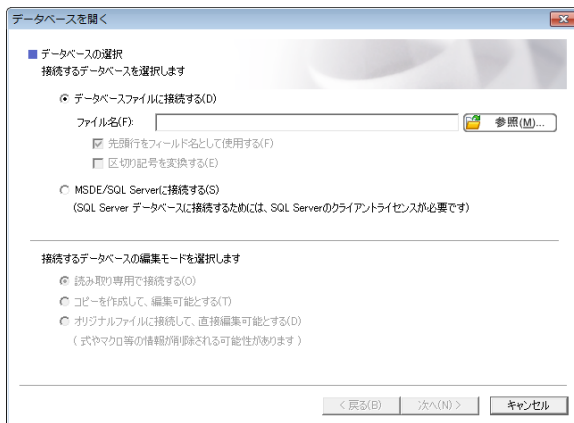 データベースを開く
データベースの選択
接続するデータベースを選択します
データベースファイルに接続する(D)
ファイル名(F):
参照(M)...
先頭行をフィールド名として使用する(F)
区切り記号を変換する(E)
MSDE/SQL Serverに接続する(S)
(SQL Server データベースに接続するためには、SQL Serverのクライアントライセンスが必要です)
接続するデータベースの編集モードを選択します
読み取り専用で接続する(O)
コピーを作成して、編集可能とする(T)
オリジナルファイルに接続して、直接編集可能とする(D)
(式やマクロ等の情報が削除される可能性があります)
< 戻る(B)
次へ(N) >
キャンセル